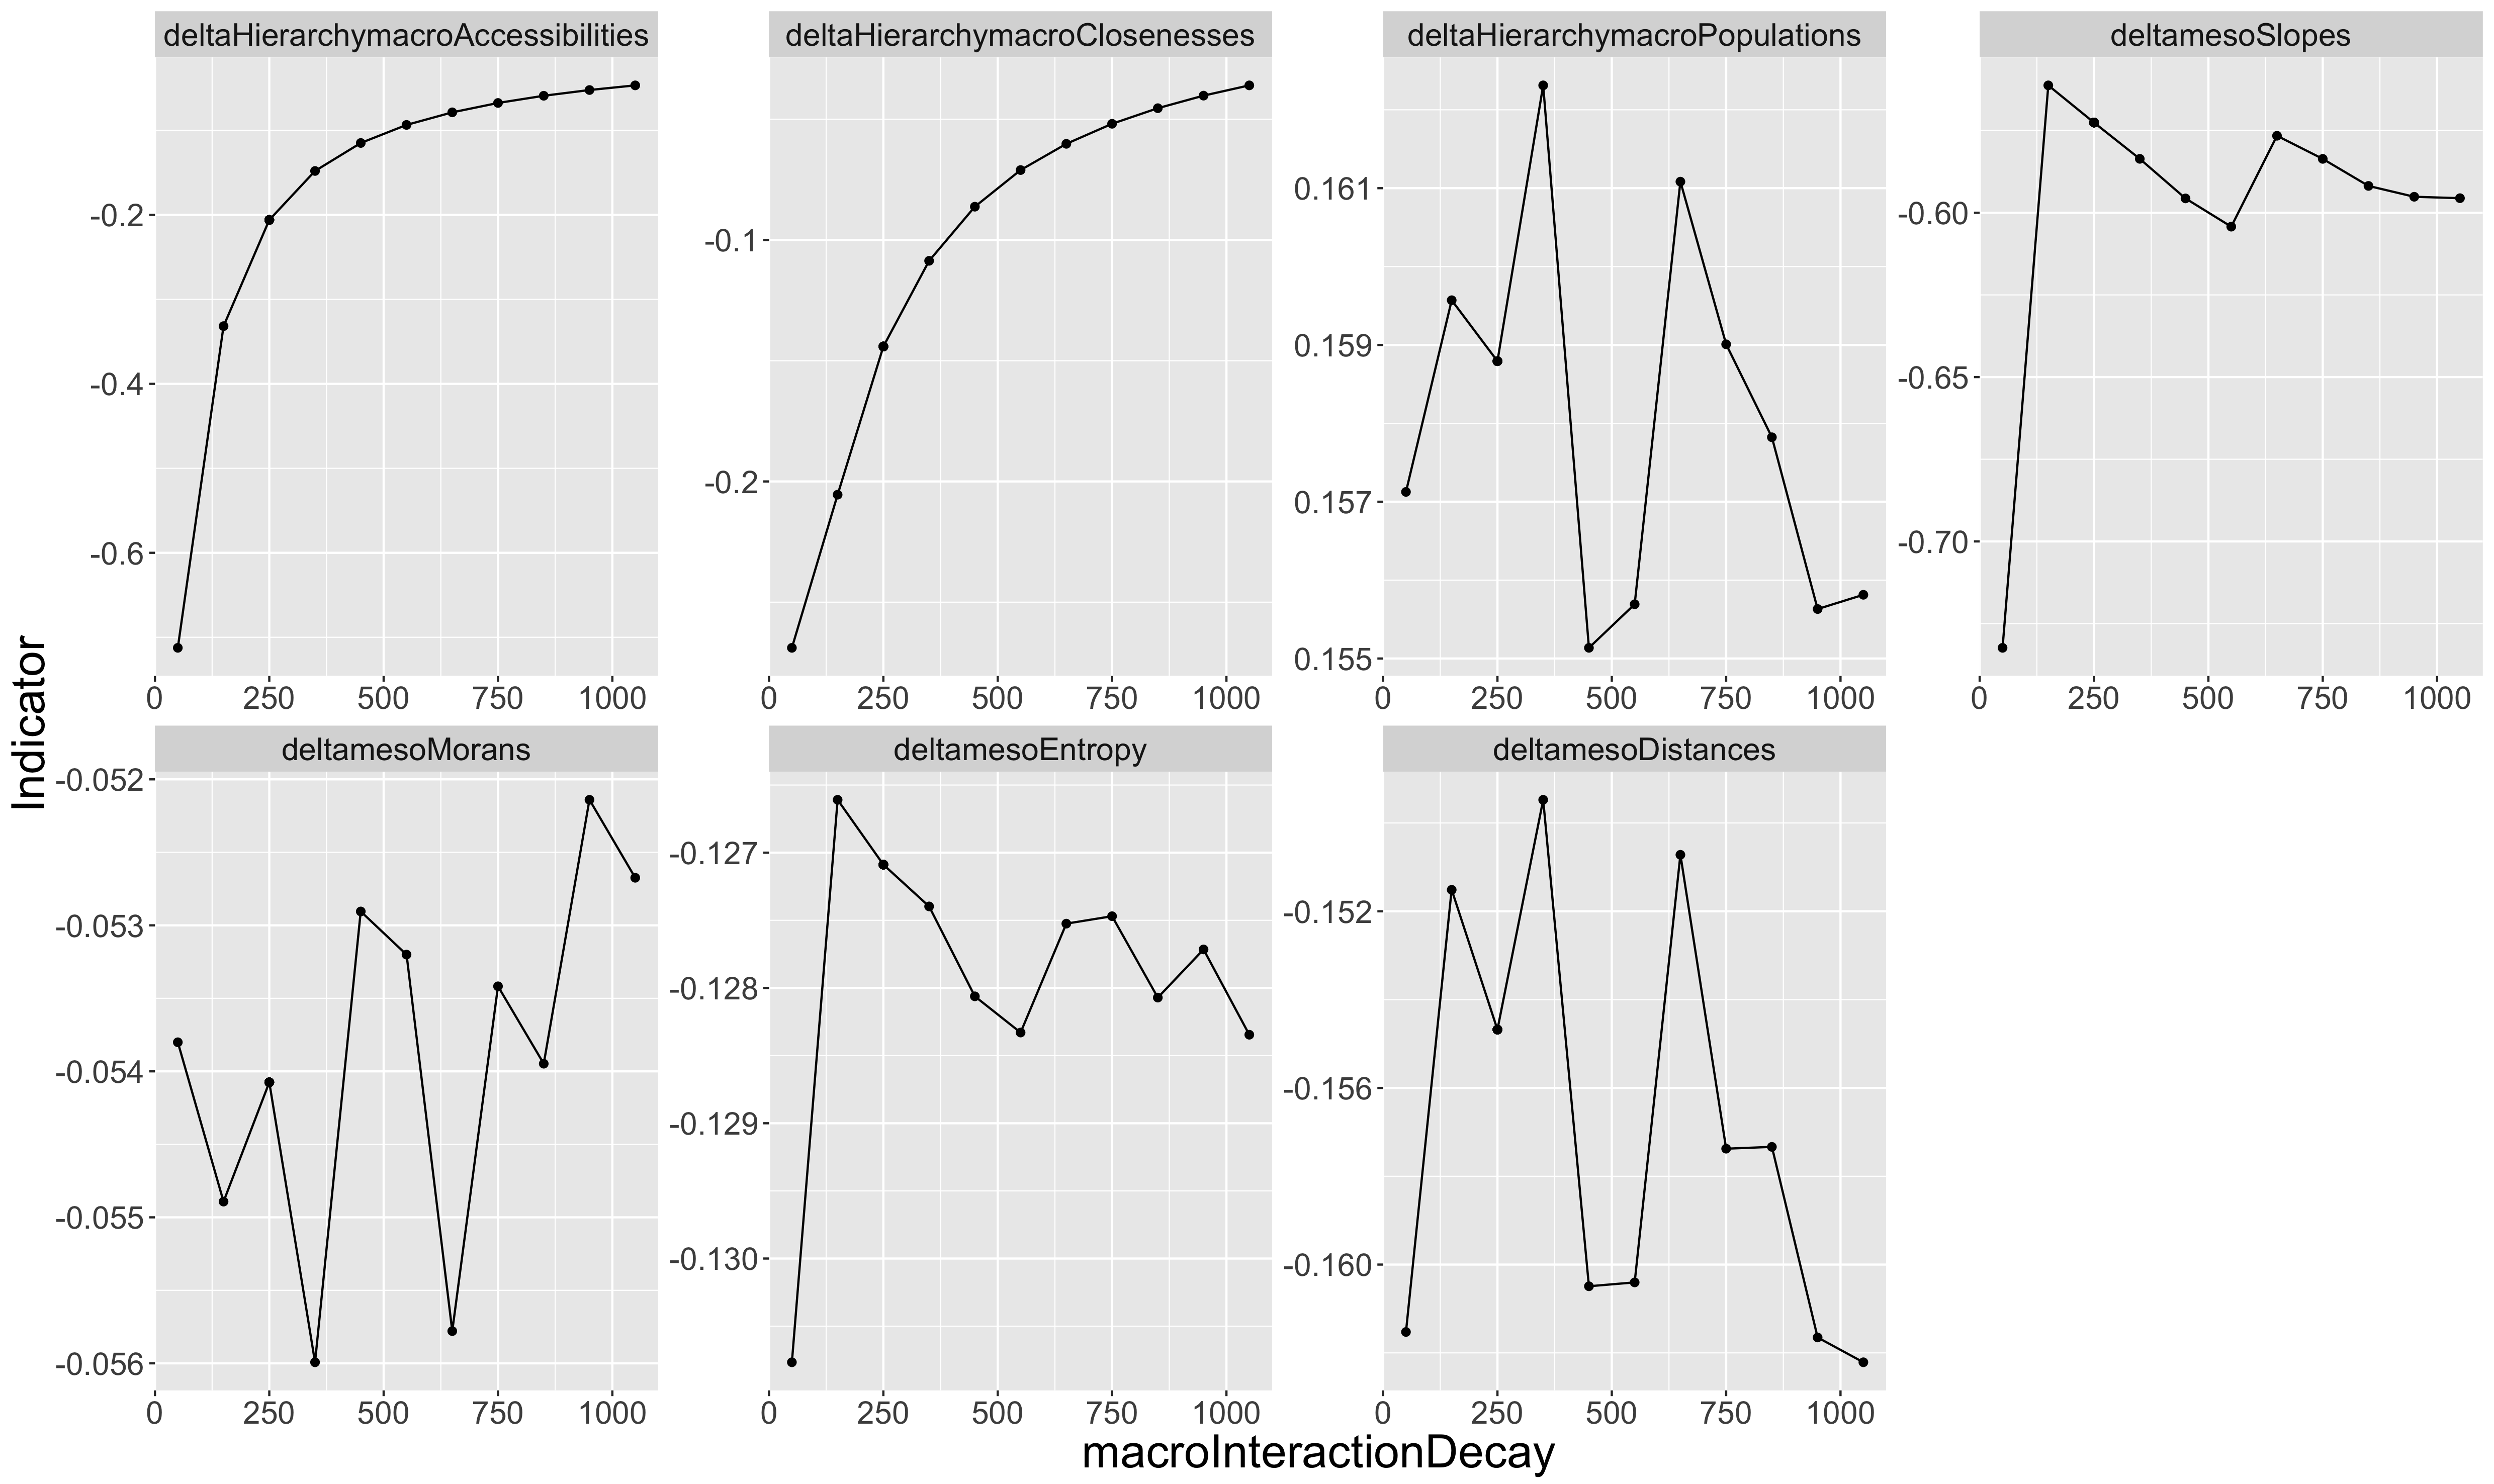 deltaHierarchymacroAccessibilities
deltaHierarchymacroClosenesses
deltaHierarchymacroPopulations
deltamesoSlopes
-0.2
-0.4
-0.6
0 250 500 750 1000
-0.1
-0.2
0 250 500 750 1000
0.161
0.159
0.157
0.155
0 250 500 750 1000
-0.60
-0.65
-0.70
0 250 500 750 1000
Indicator
deltamesoMorans
deltamesoEntropy
deltamesoDistances
-0.052
-0.053
-0.054
-0.055
-0.056
0 250 500 750 1000
-0.127
-0.128
-0.129
-0.130
0 250 500 750 1000
-0.152
-0.156
-0.160
0 250 500 750 1000
macroInteractionDecay